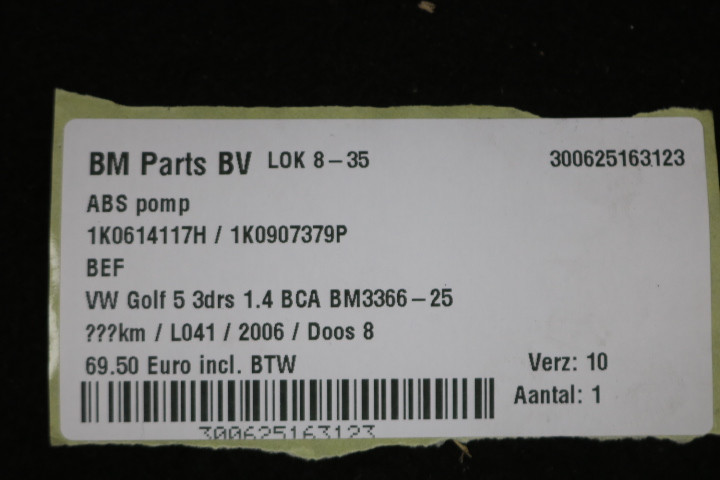 BM Parts BV LOK 8-35 300625163123
ABS pomp
1K0614117H / 1K0907379P
BEF
VW Golf 5 3drs 1.4 BCA BM3366-25
???km / L041 / 2006 / Doos 8
69.50 Euro incl. BTW Verz: 10
Aantal: 1
300625163123